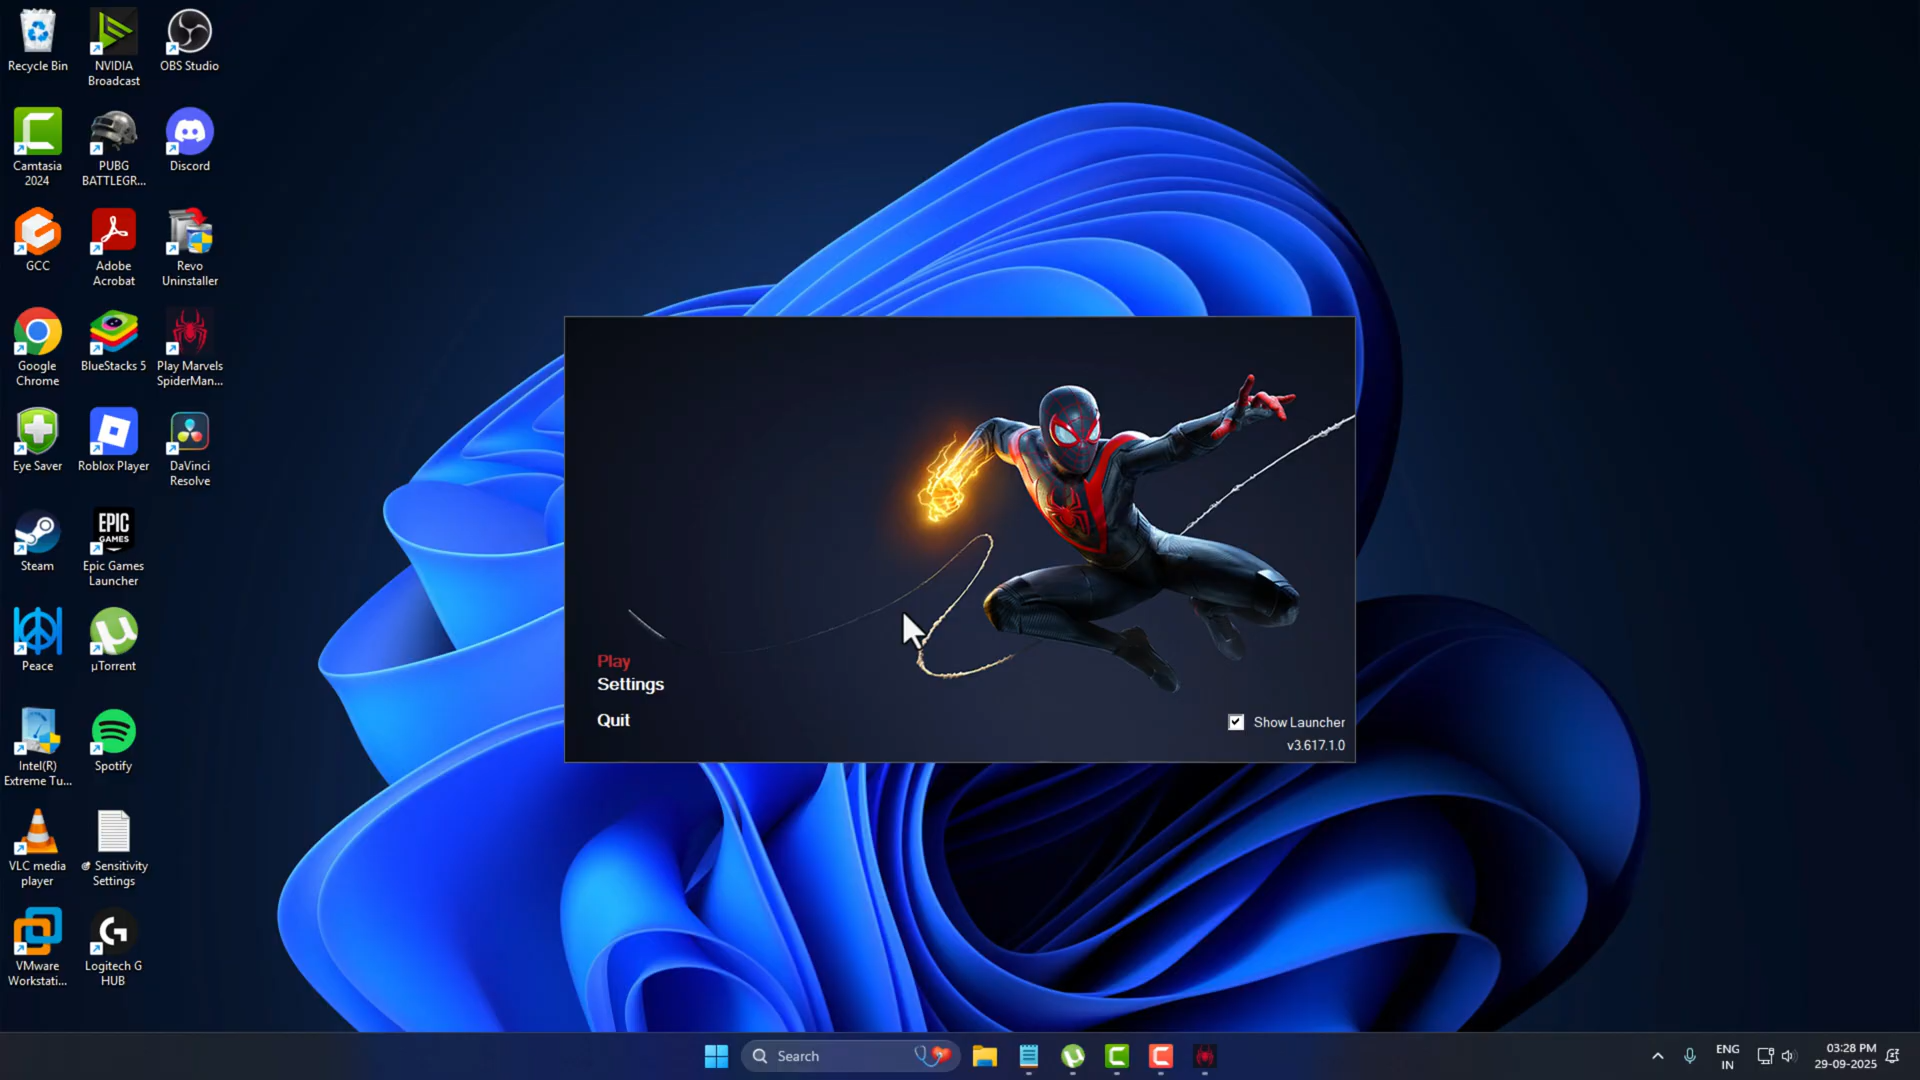 Recycle Bin
NVIDIA
Broadcast
OBS Studio
Camtasia
2024
PUBG
BATTLEGR...
Discord
GCC
Adobe
Acrobat
Revo
Uninstaller
Google
Chrome
BlueStacks 5
Play Marvels
SpiderMan...
Eye Saver
Roblox Player
DaVinci
Resolve
Steam
EPIC
GAMES
Epic Games
Launcher
Peace
µTorrent
Intel(R)
Extreme Tu...
Spotify
VLC media
player
Sensitivity
Settings
VMware
Workstati...
Logitech G
HUB
Play
Settings
Quit
Show Launcher
v3.617.1.0
Search
ENG
IN
03:28 PM
29-09-2025